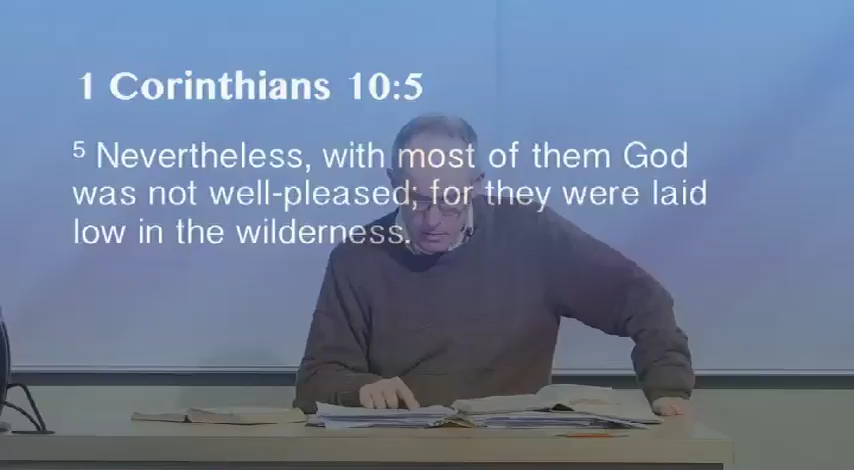 1 Corinthians 10:5
5 Nevertheless, with most of them God
was not well-pleased; for they were laid
low in the wilderness.